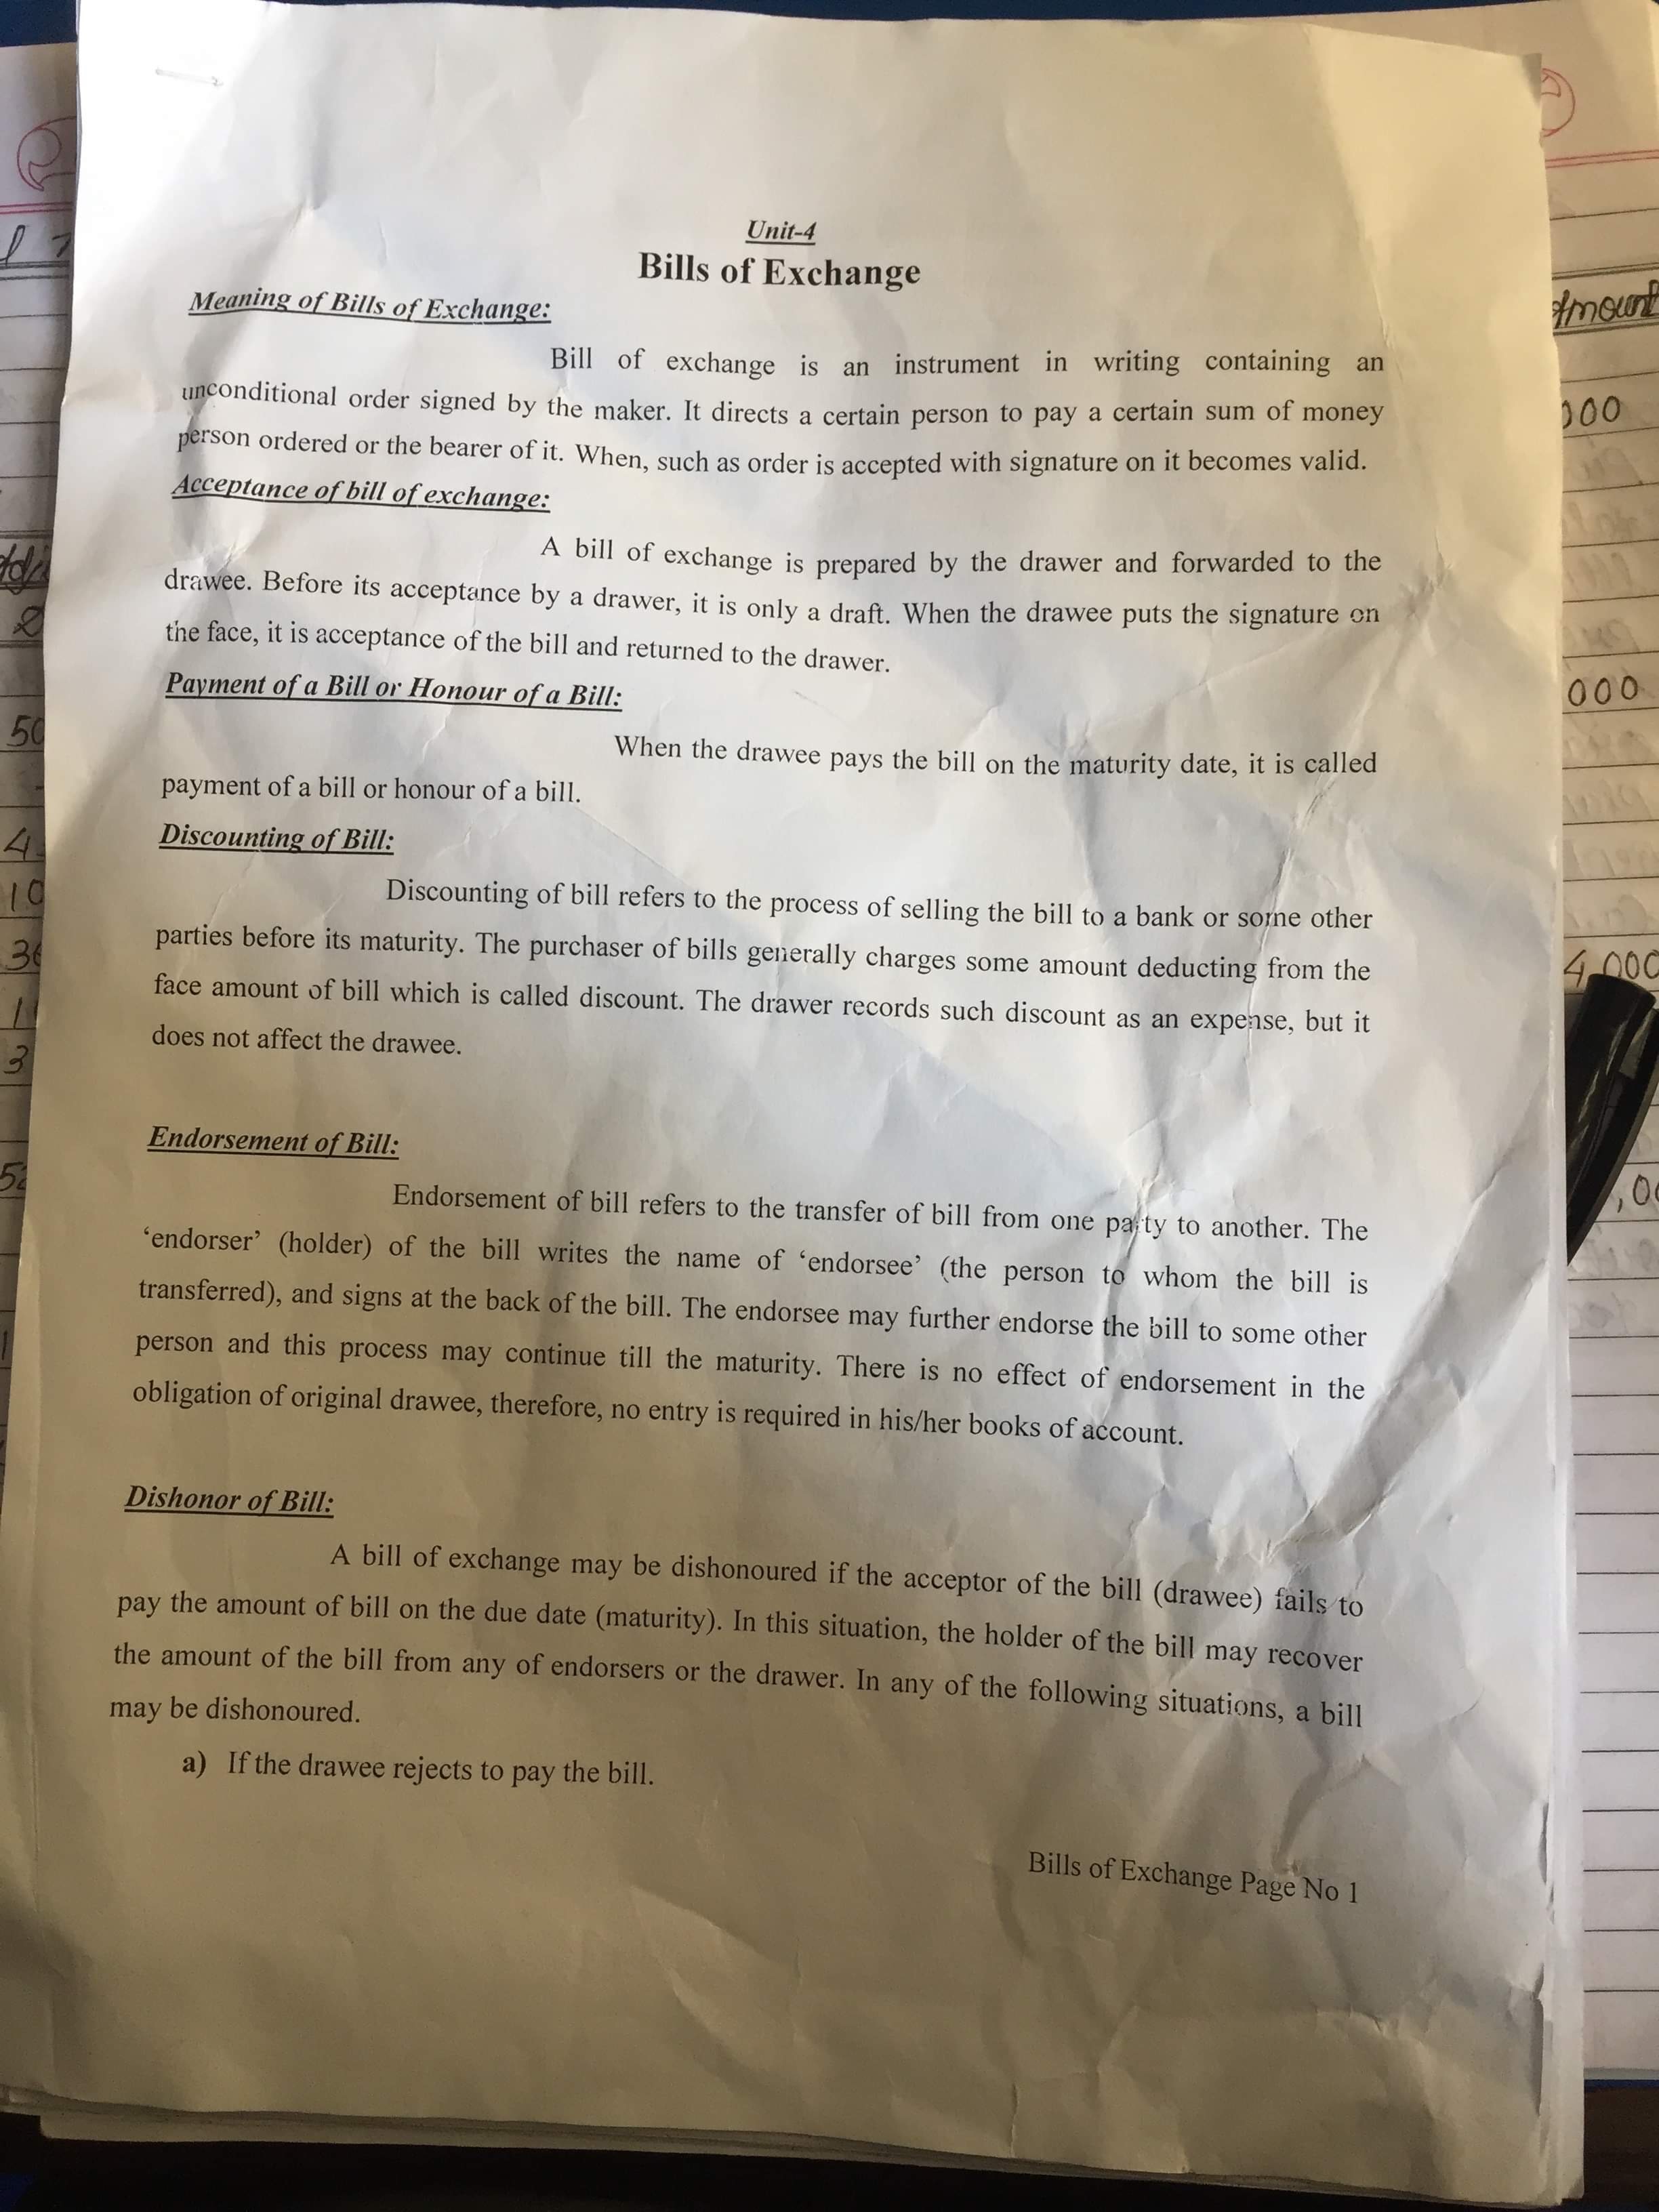 Unit-4
Bills of Exchange
Meaning of Bills of Exchange:
Bill of exchange is an instrument in writing containing an
unconditional order signed by the maker. It directs a certain person to pay a certain sum of money
person ordered or the bearer of it. When, such as order is accepted with signature on it becomes valid.
Acceptance of bill of exchange:
A bill of exchange is prepared by the drawer and forwarded to the
drawee. Before its acceptance by a drawer, it is only a draft. When the drawee puts the signature on
the face, it is acceptance of the bill and returned to the drawer.
Payment of a Bill or Honour of a Bill:
When the drawee pays the bill on the maturity date, it is called
payment of a bill or honour of a bill.
Discounting of Bill:
Discounting of bill refers to the process of selling the bill to a bank or some other
parties before its maturity. The purchaser of bills generally charges some amount deducting from the
face amount of bill which is called discount. The drawer records such discount as an expense, but it
does not affect the drawee.
Endorsement of Bill:
Endorsement of bill refers to the transfer of bill from one party to another. The
‘endorser’ (holder) of the bill writes the name of ‘endorsee’ (the person to whom the bill is
transferred), and signs at the back of the bill. The endorsee may further endorse the bill to some other
person and this process may continue till the maturity. There is no effect of endorsement in the
obligation of original drawee, therefore, no entry is required in his/her books of account.
Dishonor of Bill:
A bill of exchange may be dishonoured if the acceptor of the bill (drawee) fails to
pay the amount of bill on the due date (maturity). In this situation, the holder of the bill may recover
the amount of the bill from any of endorsers or the drawer. In any of the following situations, a bill
may be dishonoured.
a) If the drawee rejects to pay the bill.
Bills of Exchange Page No 1
Amount
000
000
4,000
50
10